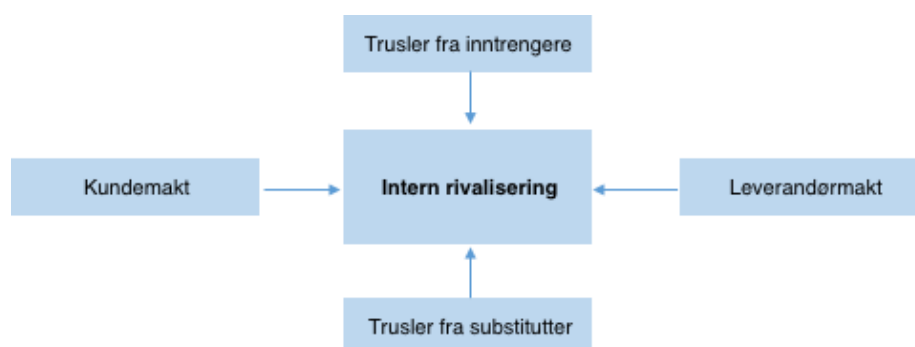 Trusler fra inntrengere
Kundemakt
Intern rivalisering
Leverandørmakt
Trusler fra substitutter